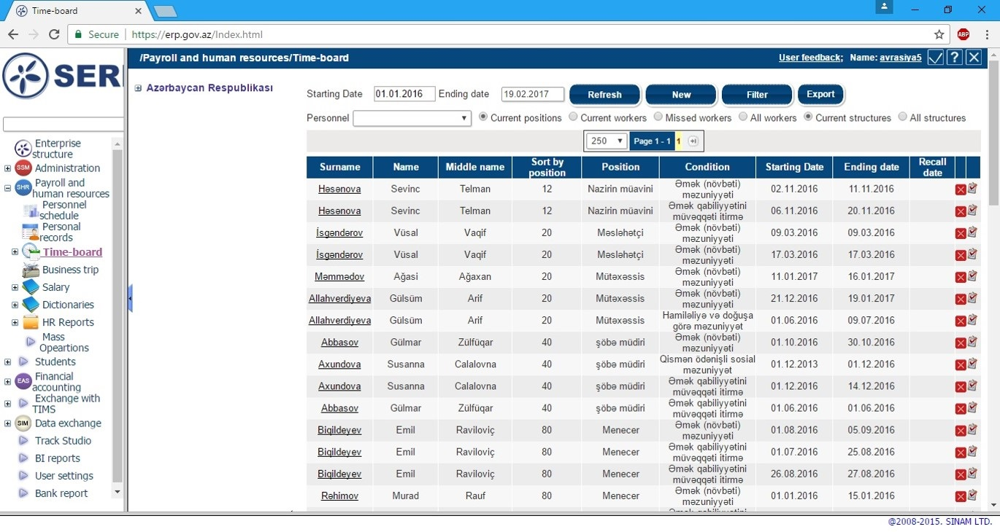 Time-board
Secure https://erp.gov.az/Index.html
ABP
SER
/Payroll and human resources/Time-board
User feedback; Name: avrasiya5
Azərbaycan Respublikası
Starting Date 01.01.2016 Ending date 19.02.2017 Refresh New Filter Export
Personnel Current positions Current workers Missed workers All workers Current structures All structures
250 Page 1 - 1 1
Enterprise
structure
SSM Administration
SHR Payroll and
human resources
Personnel
schedule
Personal
records
Time-board
Business trip
Salary
Dictionaries
HR Reports
Mass
Opeartions
Students
EAS Financial
accounting
Exchange with
TIMS
SIM Data exchange
Track Studio
BI reports
User settings
Bank report
Surname Name Middle name Sort by position Position Condition Starting Date Ending date Recall date
Həsənova Sevinc Telman 12 Nazirin müavini Əmək (növbəti) məzuniyyəti 02.11.2016 11.11.2016
Həsənova Sevinc Telman 12 Nazirin müavini Əmək qabiliyyətini müvəqqəti itirmə 06.11.2016 20.11.2016
İsgəndərov Vüsal Vaqif 20 Məsləhətçi Əmək (növbəti) məzuniyyəti 09.03.2016 09.03.2016
İsgəndərov Vüsal Vaqif 20 Məsləhətçi Əmək (növbəti) məzuniyyəti 17.03.2016 17.03.2016
Məmmədov Ağasi Ağaxan 20 Mütəxəssis Əmək (növbəti) məzuniyyəti 11.01.2017 16.01.2017
Allahverdiyeva Gülsüm Arif 20 Mütəxəssis Əmək (növbəti) məzuniyyəti 21.12.2016 19.01.2017
Allahverdiyeva Gülsüm Arif 20 Mütəxəssis Hamiləliyə və doğuşa görə məzuniyyət 01.06.2016 09.07.2016
Abbasov Gülmar Zülfüqar 40 şöbə müdiri Əmək (növbəti) məzuniyyəti 01.10.2016 30.10.2016
Axundova Susanna Calalovna 40 şöbə müdiri Qismən ödənişli sosial məzuniyyət 01.12.2013 01.12.2016
Axundova Susanna Calalovna 40 şöbə müdiri Əmək qabiliyyətini müvəqqəti itirmə 01.12.2016 14.12.2016
Abbasov Gülmar Zülfüqar 40 şöbə müdiri Əmək qabiliyyətini müvəqqəti itirmə 01.06.2016 01.06.2016
Biqildeyev Emil Raviloviç 80 Menecer Əmək (növbəti) məzuniyyəti 01.08.2016 05.09.2016
Biqildeyev Emil Raviloviç 80 Menecer Əmək qabiliyyətini müvəqqəti itirmə 01.07.2016 25.08.2016
Biqildeyev Emil Raviloviç 80 Menecer Əmək qabiliyyətini müvəqqəti itirmə 26.08.2016 27.08.2016
Rəhimov Murad Rauf 80 Menecer Əmək (növbəti) məzuniyyəti 01.01.2016 15.01.2016
@2008-2015. SINAM LTD.